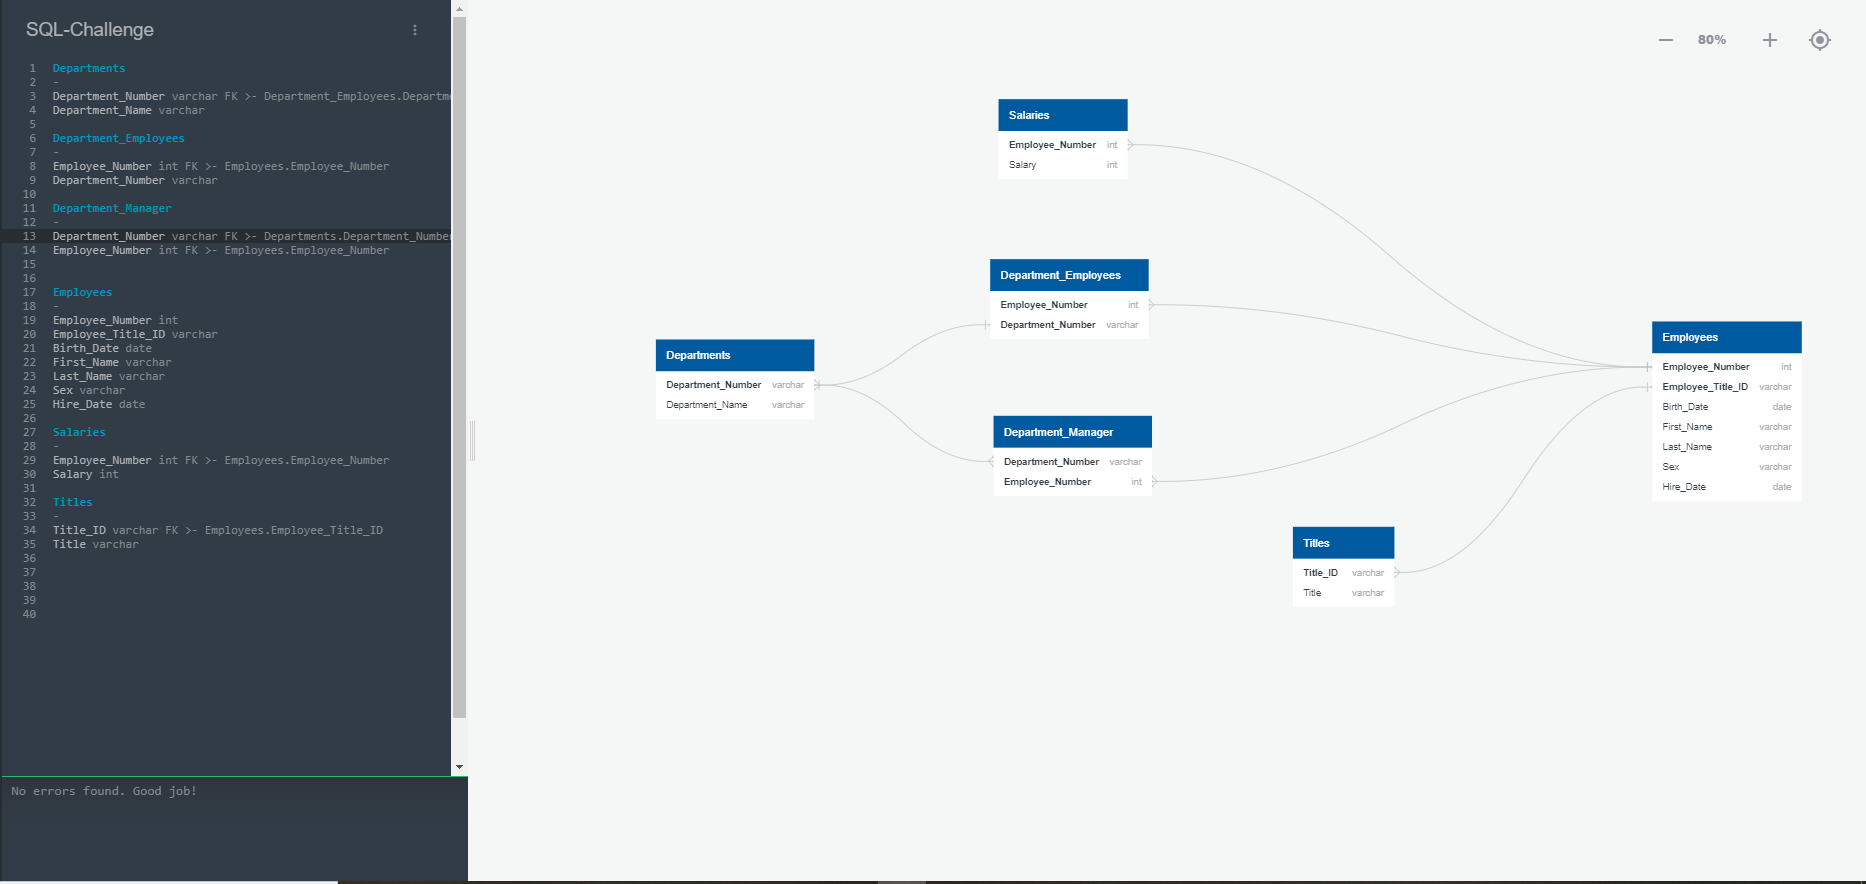 SQL-Challenge
1 Departments
2 -
3 Department_Number varchar FK >- Department_Employees.Departm
4 Department_Name varchar
5
6 Department_Employees
7 -
8 Employee_Number int FK >- Employees.Employee_Number
9 Department_Number varchar
10
11 Department_Manager
12 -
13 Department_Number varchar FK >- Departments.Department_Number
14 Employee_Number int FK >- Employees.Employee_Number
15
16
17 Employees
18 -
19 Employee_Number int
20 Employee_Title_ID varchar
21 Birth_Date date
22 First_Name varchar
23 Last_Name varchar
24 Sex varchar
25 Hire_Date date
26
27 Salaries
28 -
29 Employee_Number int FK >- Employees.Employee_Number
30 Salary int
31
32 Titles
33 -
34 Title_ID varchar FK >- Employees.Employee_Title_ID
35 Title varchar
36
37
38
39
40
No errors found. Good job!
80%
Salaries
Employee_Number int
Salary int
Department_Employees
Employee_Number int
Department_Number varchar
Departments
Department_Number varchar
Department_Name varchar
Department_Manager
Department_Number varchar
Employee_Number int
Employees
Employee_Number int
Employee_Title_ID varchar
Birth_Date date
First_Name varchar
Last_Name varchar
Sex varchar
Hire_Date date
Titles
Title_ID varchar
Title varchar